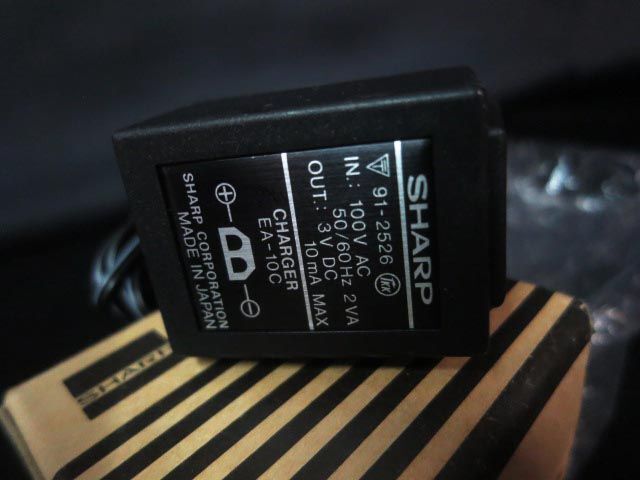 SHARP
91-2526
IN.: 100V AC
50/60Hz 2VA
OUT.: 3V DC
10mA MAX
CHARGER
EA-10C
SHARP CORPORATION
MADE IN JAPAN
SHARP